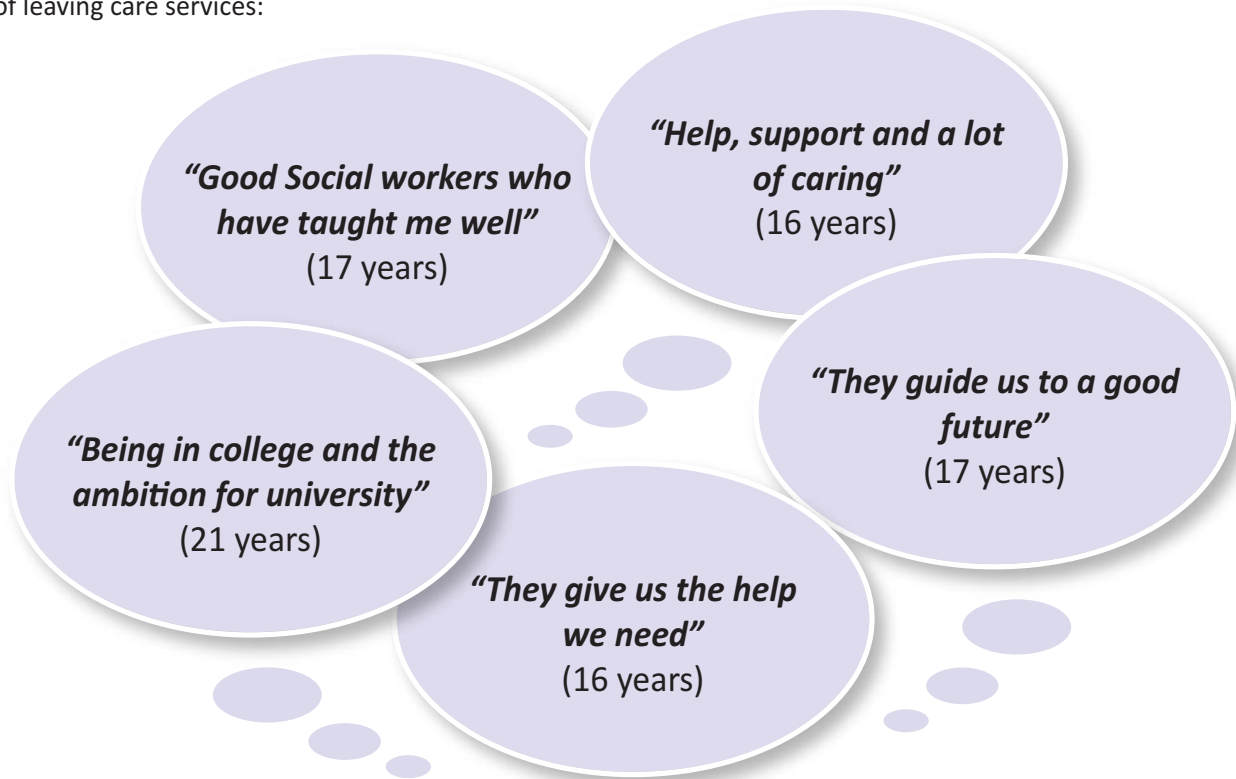 of leaving care services:
“Good Social workers who
have taught me well”
(17 years)
“Help, support and a lot
of caring”
(16 years)
“They guide us to a good
future”
(17 years)
“Being in college and the
ambition for university”
(21 years)
“They give us the help
we need”
(16 years)